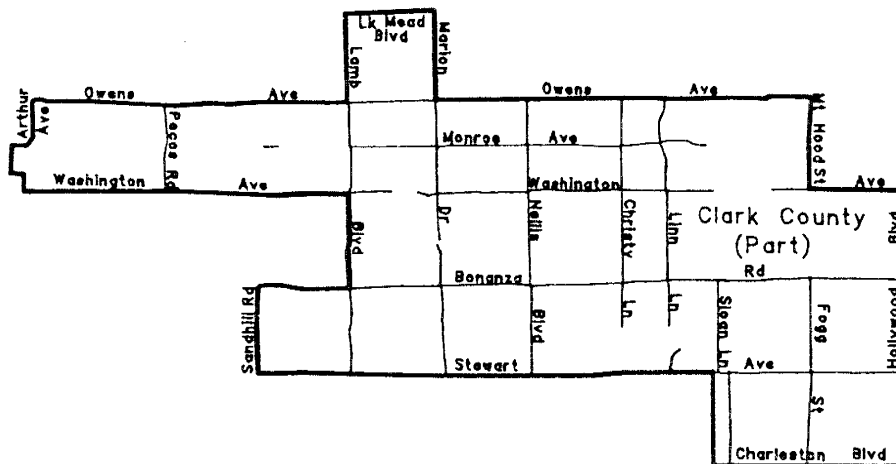 Lk Mead
Blvd
Lamb
Marion
Arthur
Ave
Owens
Ave
Owens
Ave
Pecos Rd
Monroe
Ave
Mt Hood St
Washington
Ave
Washington
Ave
Blvd
Dr
Nellis
Christy
Linn
Clark County
(Part)
Blvd
Bonanza
Rd
Sandhill Rd
Blvd
Ln
Ln
Sloan Ln
Fogg
Hollywood
Stewart
Ave
St
Charleston
Blvd